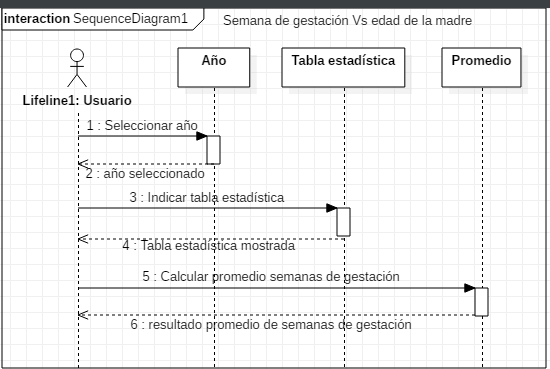 interaction SequenceDiagram1
Semana de gestación Vs edad de la madre
Año
Tabla estadística
Promedio
Lifeline1: Usuario
1 : Seleccionar año
2 : año seleccionado
3 : Indicar tabla estadística
4 : Tabla estadística mostrada
5 : Calcular promedio semanas de gestación
6 : resultado promedio de semanas de gestación